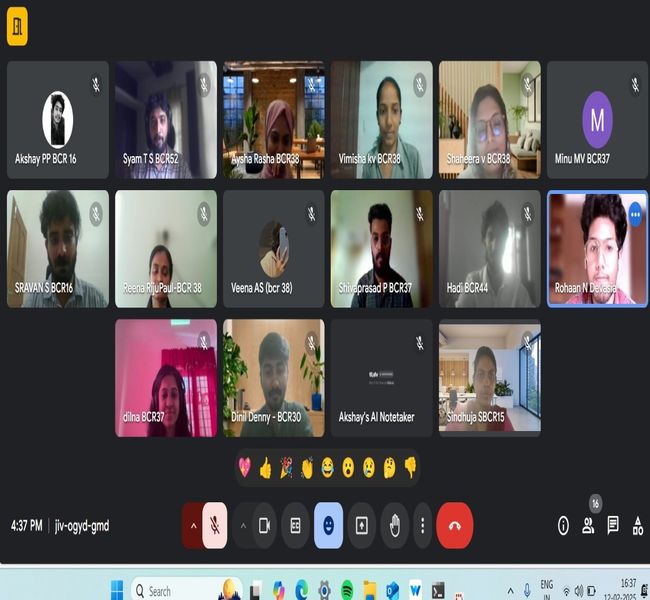 Akshay PP BCR 16
Syam T S BCR52
Aysha Rasha BCR38
Vimisha kv BCR38
Shaheera v BCR38
M
Minu MV BCR37
SRAVAN S BCR16
Reena RijuPaul-BCR 38
Veena AS (bcr 38)
Shivaprasad P BCR37
Hadi BCR44
Rohaan N Devasia
dilna BCR37
Dinil Denny - BCR30
Akshay's AI Notetaker
Sindhuja SBCR15
16
4:37 PM | jiv-ogyd-gmd
Search
ENG
IN
16:37
12-02-2025